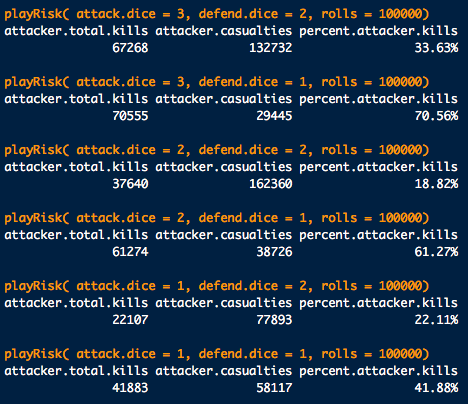 playRisk( attack.dice = 3, defend.dice = 2, rolls = 100000)
attacker.total.kills attacker.casualties percent.attacker.kills
67268 132732 33.63%
playRisk( attack.dice = 3, defend.dice = 1, rolls = 100000)
attacker.total.kills attacker.casualties percent.attacker.kills
70555 29445 70.56%
playRisk( attack.dice = 2, defend.dice = 2, rolls = 100000)
attacker.total.kills attacker.casualties percent.attacker.kills
37640 162360 18.82%
playRisk( attack.dice = 2, defend.dice = 1, rolls = 100000)
attacker.total.kills attacker.casualties percent.attacker.kills
61274 38726 61.27%
playRisk( attack.dice = 1, defend.dice = 2, rolls = 100000)
attacker.total.kills attacker.casualties percent.attacker.kills
22107 77893 22.11%
playRisk( attack.dice = 1, defend.dice = 1, rolls = 100000)
attacker.total.kills attacker.casualties percent.attacker.kills
41883 58117 41.88%